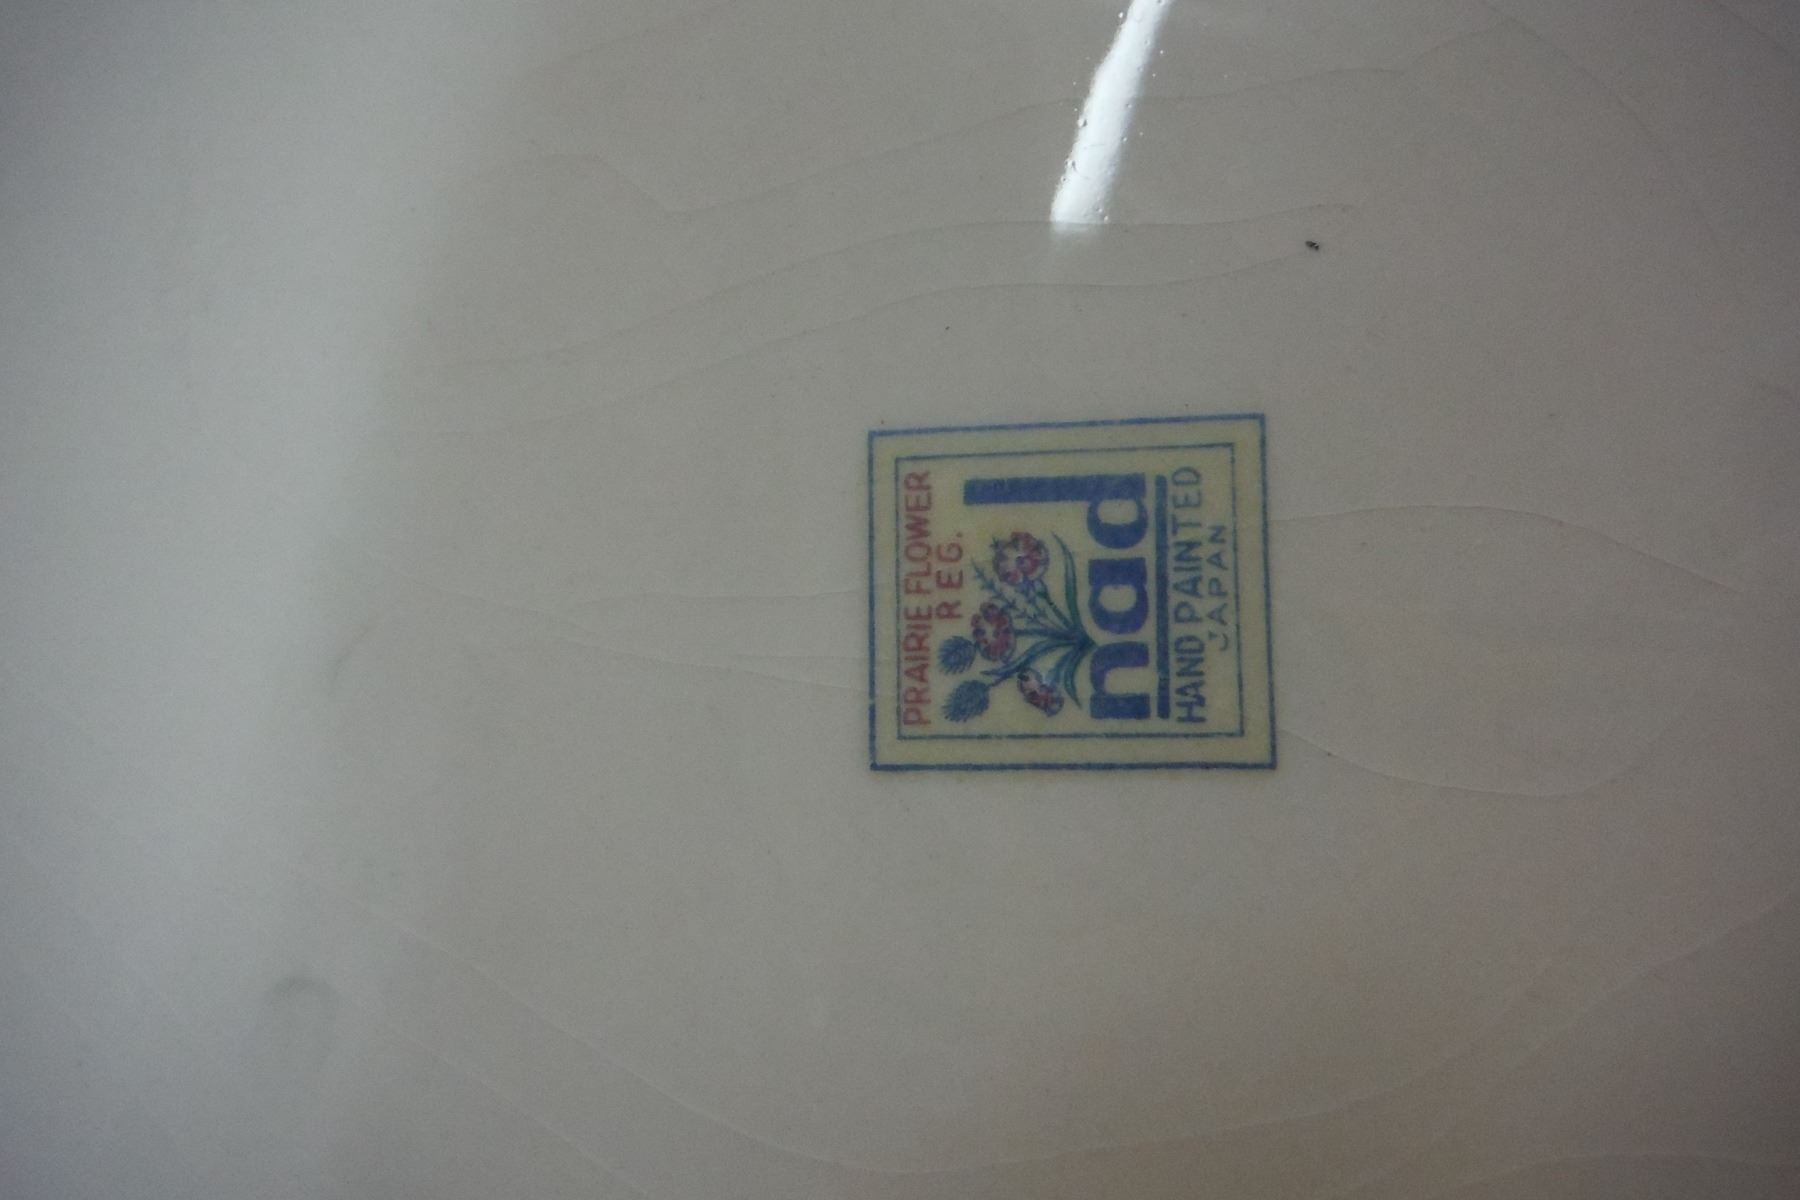 PRAIRIE FLOWER
REG.
nad
HAND PAINTED
JAPAN